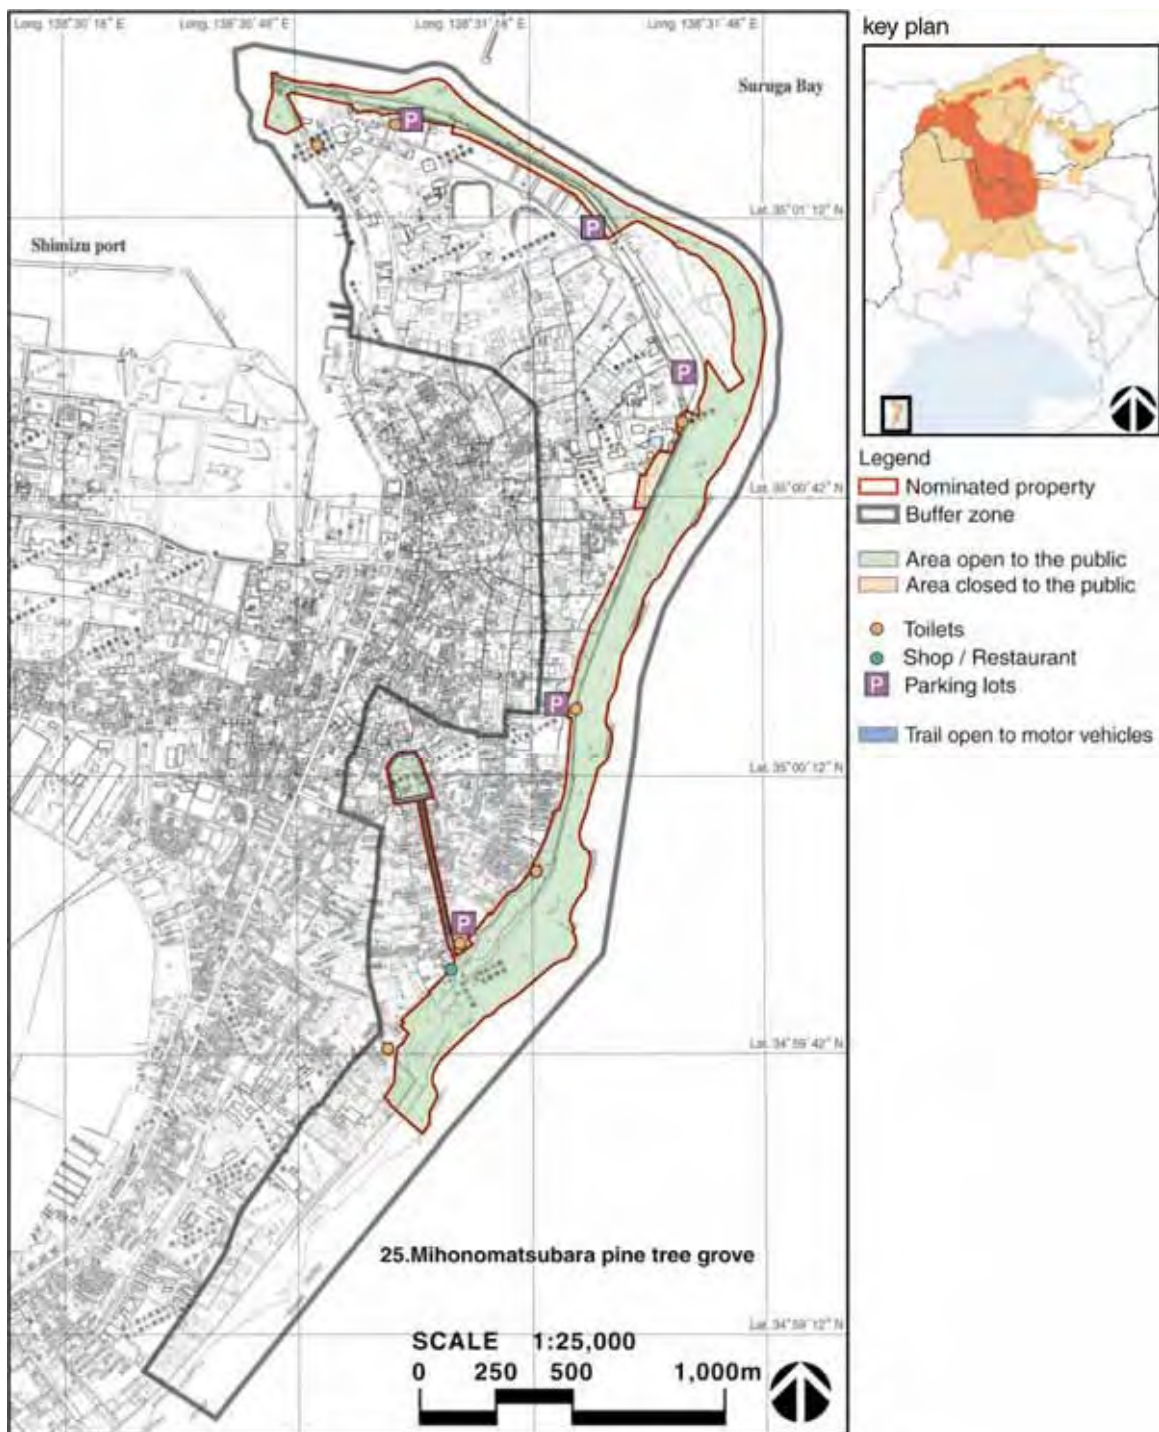 Long. 138°30′16″ E
Long. 138°30′46″ E
Long. 138°31′16″ E
Long. 138°31′46″ E
Suruga Bay
P
P
Lat. 35°01′12″ N
Shimizu port
P
Lat. 35°00′42″ N
P
Lat. 35°00′12″ N
P
Lat. 34°59′42″ N
25.Mihonomatsubara pine tree grove
Lat. 34°59′12″ N
SCALE 1:25,000
0 250 500 1,000m
key plan
Legend
Nominated property
Buffer zone
Area open to the public
Area closed to the public
Toilets
Shop / Restaurant
P Parking lots
Trail open to motor vehicles